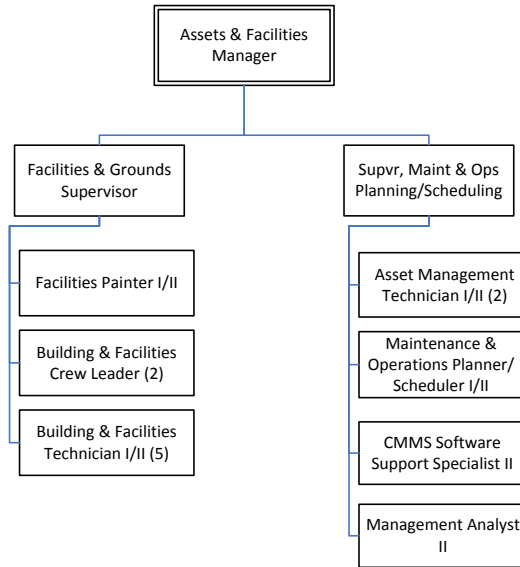 Assets & Facilities
Manager
Facilities & Grounds
Supervisor
Facilities Painter I/II
Building & Facilities
Crew Leader (2)
Building & Facilities
Technician I/II (5)
Supvr, Maint & Ops
Planning/Scheduling
Asset Management
Technician I/II (2)
Maintenance &
Operations Planner/
Scheduler I/II
CMMS Software
Support Specialist II
Management Analyst
II